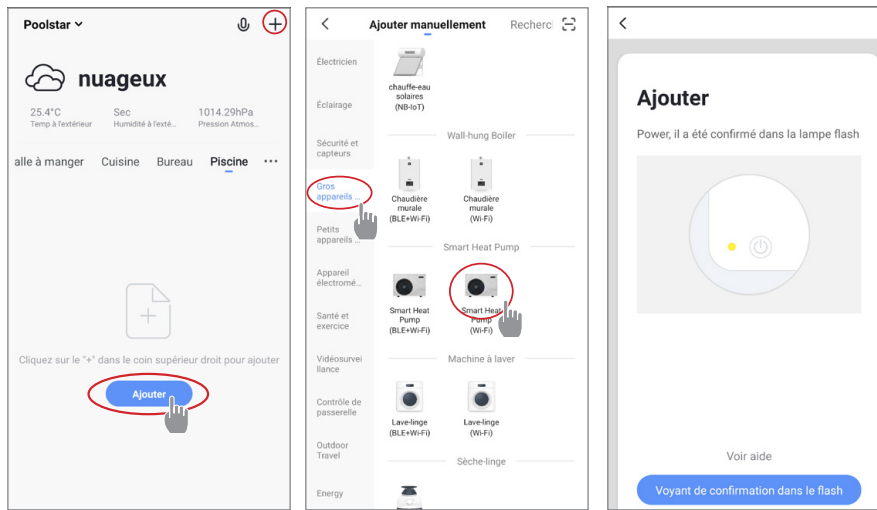 Poolstar
nuageux
25.4°C Sec 1014.29hPa
Temp à l'extérieur Humidité à l'exté... Pression Atmos...
alle à manger Cuisine Bureau Piscine ...
Cliquez sur le "+" dans le coin supérieur droit pour ajouter
Ajouter
Ajouter manuellement Recherc
Électricien
Éclairage
Sécurité et
capteurs
Gros
appareils ...
Petits
appareils ...
Appareil
électromé...
Santé et
exercice
Vidéosurvei
llance
Contrôle de
passerelle
Outdoor
Travel
Energy
chauffe-eau
solaires
(NB-IoT)
Wall-hung Boiler
Chaudière
murale
(BLE+Wi-Fi)
Chaudière
murale
(Wi-Fi)
Smart Heat Pump
Smart Heat
Pump
(BLE+Wi-Fi)
Smart Heat
Pump
(Wi-Fi)
Machine à laver
Lave-linge
(BLE+Wi-Fi)
Lave-linge
(Wi-Fi)
Sèche-linge
Ajouter
Power, il a été confirmé dans la lampe flash
Voir aide
Voyant de confirmation dans le flash